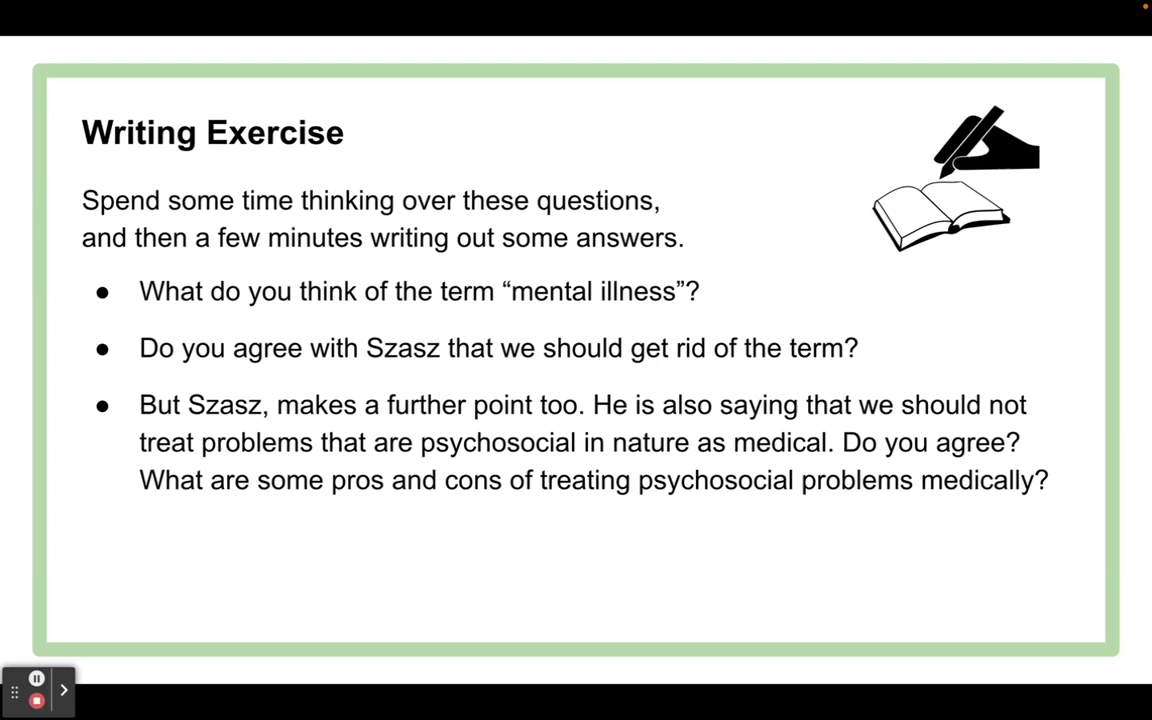 Writing Exercise
Spend some time thinking over these questions,
and then a few minutes writing out some answers.
● What do you think of the term “mental illness”?
● Do you agree with Szasz that we should get rid of the term?
● But Szasz, makes a further point too. He is also saying that we should not
treat problems that are psychosocial in nature as medical. Do you agree?
What are some pros and cons of treating psychosocial problems medically?